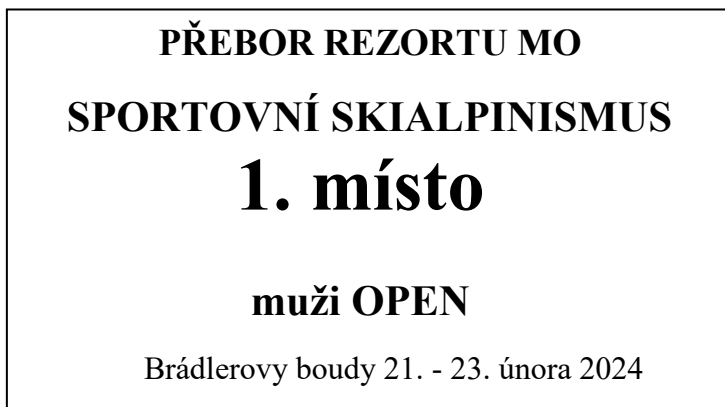 PŘEBOR REZORTU MO
SPORTOVNÍ SKIALPINISMUS
1. místo
muži OPEN
Brádlerovy boudy 21. - 23. února 2024